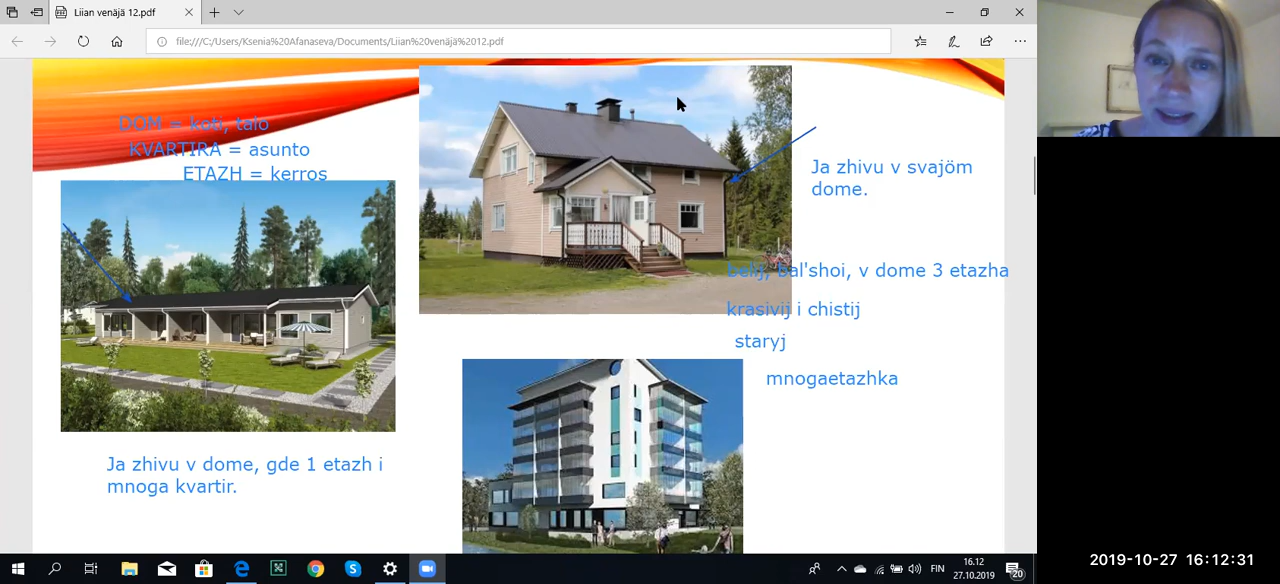 Liian venäjä 12.pdf
file:///C:/Users/Ksenia%20Afanaseva/Documents/Liian%20venäjä%2012.pdf
DOM = koti, talo
KVARTIRA = asunto
ETAZH = kerros
Ja zhivu v svajöm
dome.
belij, bal'shoi, v dome 3 etazha
krasivij i chistij
staryj
mnogaetazhka
Ja zhivu v dome, gde 1 etazh i
mnoga kvartir.
FIN
16.12
27.10.2019
20
2019-10-27 16:12:31